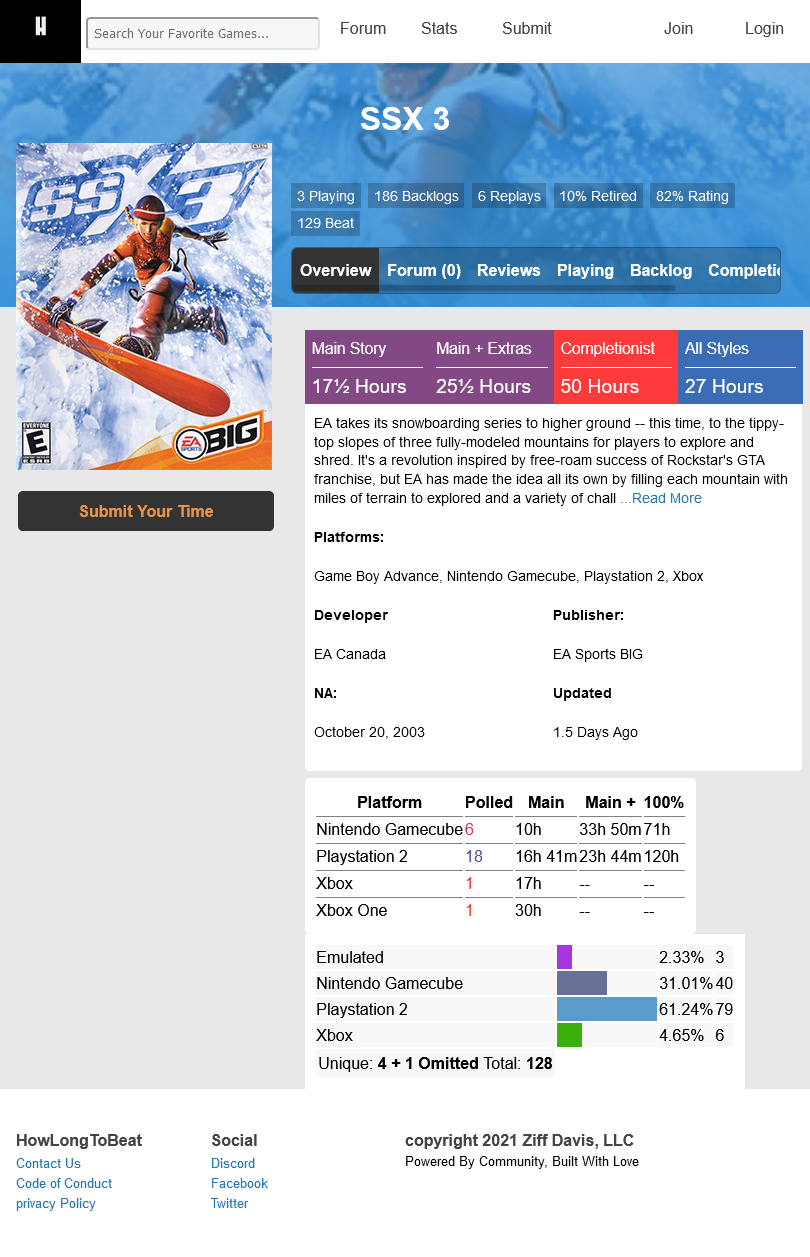 H
Search Your Favorite Games...
Forum
Stats
Submit
Join
Login
SSX 3
3 Playing
186 Backlogs
6 Replays
10% Retired
82% Rating
129 Beat
SSX3
EVERYONE
E
ESRB
EA SPORTS BIG
Overview
Forum (0)
Reviews
Playing
Backlog
Completi
Submit Your Time
Main Story
Main + Extras
Completionist
All Styles
17½ Hours
25½ Hours
50 Hours
27 Hours
EA takes its snowboarding series to higher ground -- this time, to the tippy-
top slopes of three fully-modeled mountains for players to explore and
shred. It's a revolution inspired by free-roam success of Rockstar's GTA
franchise, but EA has made the idea all its own by filling each mountain with
miles of terrain to explored and a variety of chall ...Read More
Platforms:
Game Boy Advance, Nintendo Gamecube, Playstation 2, Xbox
Developer
Publisher:
EA Canada
EA Sports BIG
NA:
Updated
October 20, 2003
1.5 Days Ago
Platform Polled Main Main + 100%
Nintendo Gamecube 6 10h 33h 50m 71h
Playstation 2 18 16h 41m 23h 44m 120h
Xbox 1 17h -- --
Xbox One 1 30h -- --
Emulated 2.33% 3
Nintendo Gamecube 31.01% 40
Playstation 2 61.24% 79
Xbox 4.65% 6
Unique: 4 + 1 Omitted Total: 128
HowLongToBeat
Contact Us
Code of Conduct
privacy Policy
Social
Discord
Facebook
Twitter
copyright 2021 Ziff Davis, LLC
Powered By Community, Built With Love